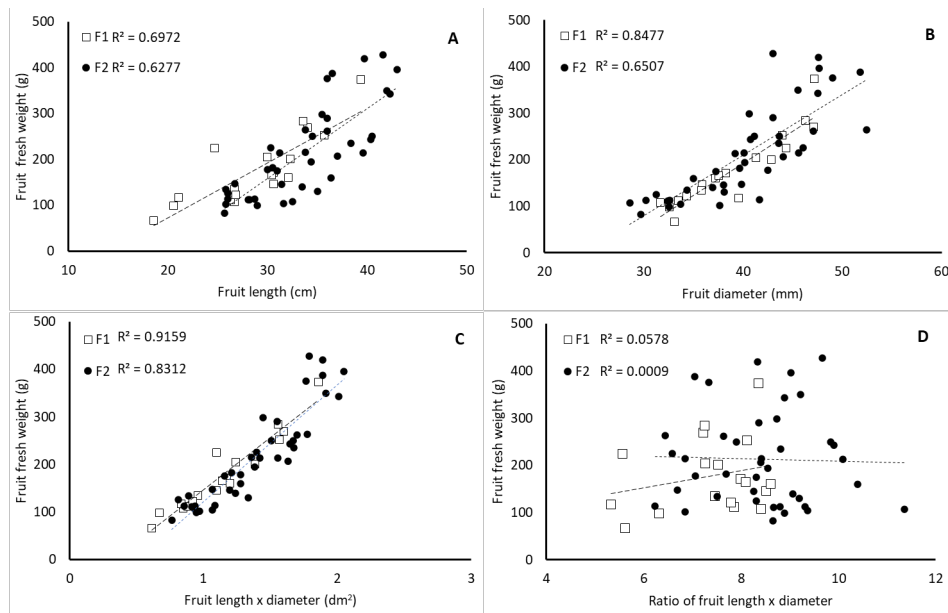 A
F1 R² = 0.6972
F2 R² = 0.6277
Fruit fresh weight (g)
500
400
300
200
100
0
10 20 30 40 50
Fruit length (cm)
B
F1 R² = 0.8477
F2 R² = 0.6507
Fruit fresh weight (g)
500
400
300
200
100
0
20 30 40 50 60
Fruit diameter (mm)
C
F1 R² = 0.9159
F2 R² = 0.8312
Fruit fresh weight (g)
500
400
300
200
100
0
0 1 2 3
Fruit length x diameter (dm²)
D
F1 R² = 0.0578
F2 R² = 0.0009
Fruit fresh weight (g)
500
400
300
200
100
0
4 6 8 10 12
Ratio of fruit length x diameter